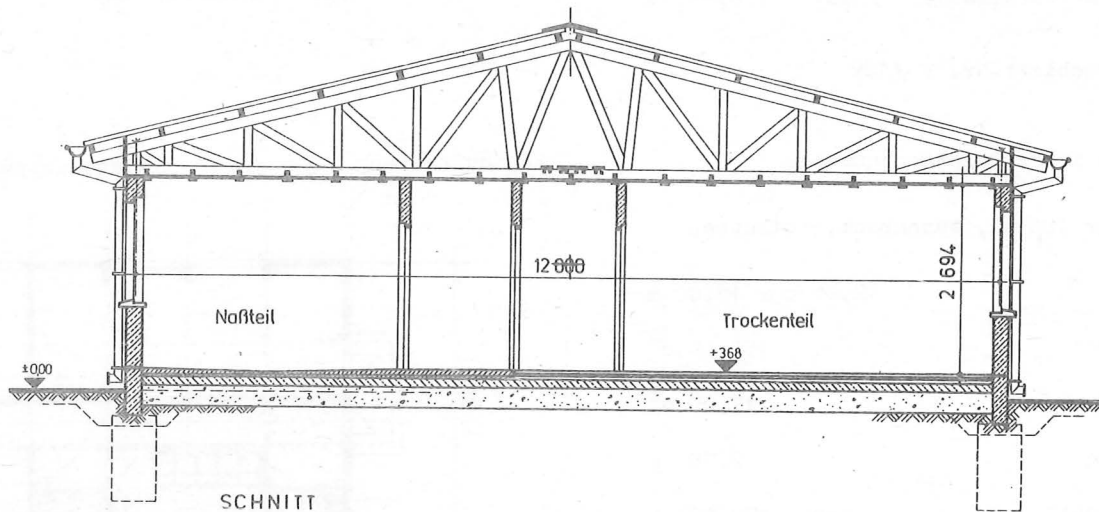 12 000
2 694
Naßteil
Trockenteil
±0,00
+368
SCHNITT